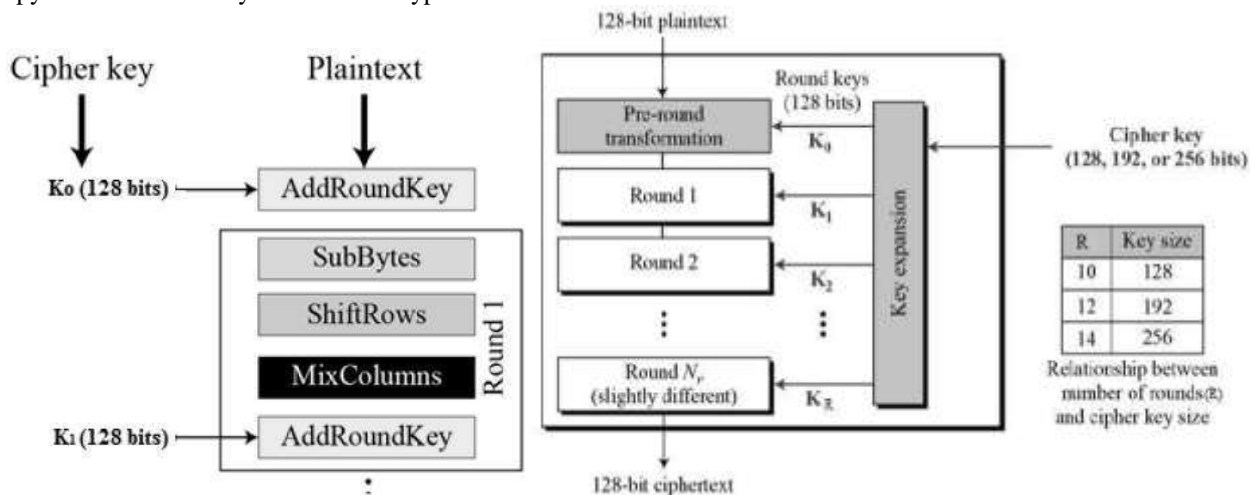 Cipher key
Plaintext
K0 (128 bits)
AddRoundKey
SubBytes
ShiftRows
MixColumns
Round 1
K1 (128 bits)
AddRoundKey
⋮
128-bit plaintext
Round keys
(128 bits)
Pre-round
transformation
K0
Round 1
K1
Round 2
K2
⋮
⋮
Round Nr
(slightly different)
KR
Key expansion
128-bit ciphertext
Cipher key
(128, 192, or 256 bits)
R Key size
10 128
12 192
14 256
Relationship between
number of rounds(R)
and cipher key size